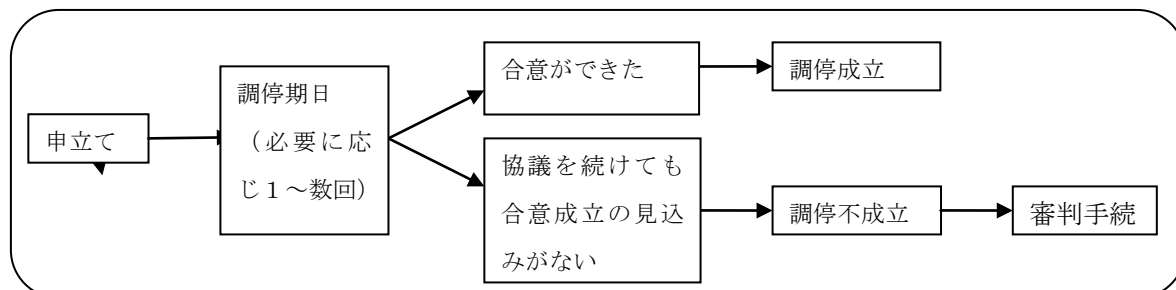 申立て
調停期日
（必要に応
じ１～数回）
合意ができた
調停成立
協議を続けても
合意成立の見込
みがない
調停不成立
審判手続